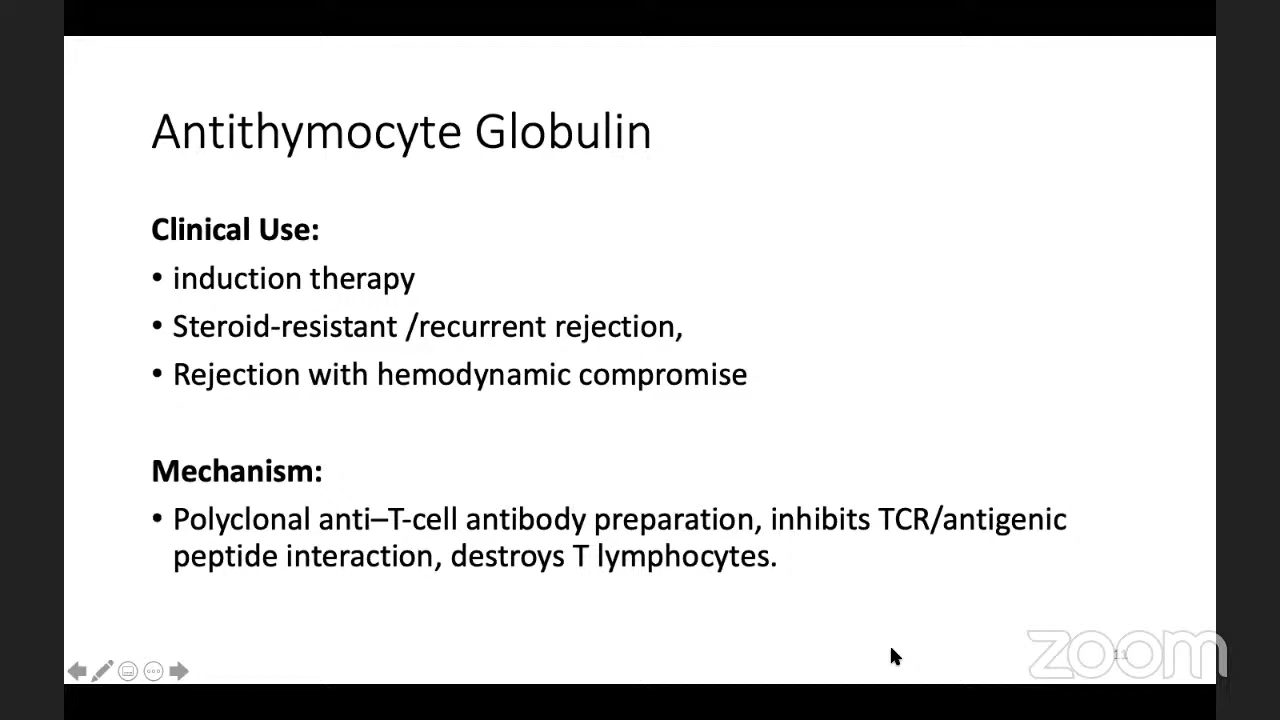 Antithymocyte Globulin
Clinical Use:
• induction therapy
• Steroid-resistant /recurrent rejection,
• Rejection with hemodynamic compromise
Mechanism:
• Polyclonal anti–T-cell antibody preparation, inhibits TCR/antigenic
peptide interaction, destroys T lymphocytes.
zoom
11